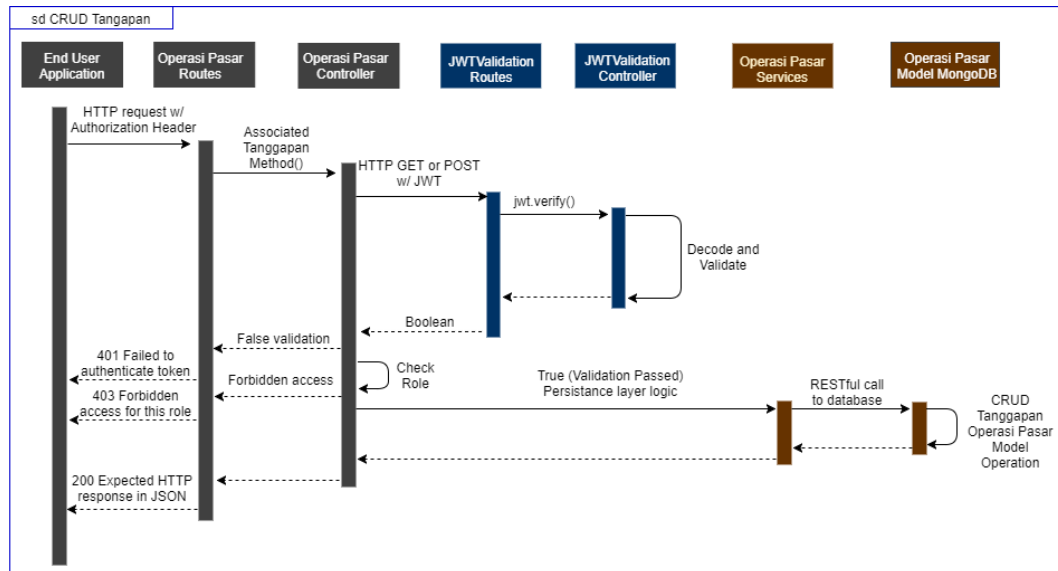 sd CRUD Tangapan
End User
Application
Operasi Pasar
Routes
Operasi Pasar
Controller
JWTValidation
Routes
JWTValidation
Controller
Operasi Pasar
Services
Operasi Pasar
Model MongoDB
HTTP request w/
Authorization Header
Associated
Tanggapan
Method()
HTTP GET or POST
w/ JWT
jwt.verify()
Decode and
Validate
Boolean
False validation
401 Failed to
authenticate token
Check
Role
Forbidden access
403 Forbidden
access for this role
True (Validation Passed)
Persistance layer logic
RESTful call
to database
CRUD
Tanggapan
Operasi Pasar
Model
Operation
200 Expected HTTP
response in JSON